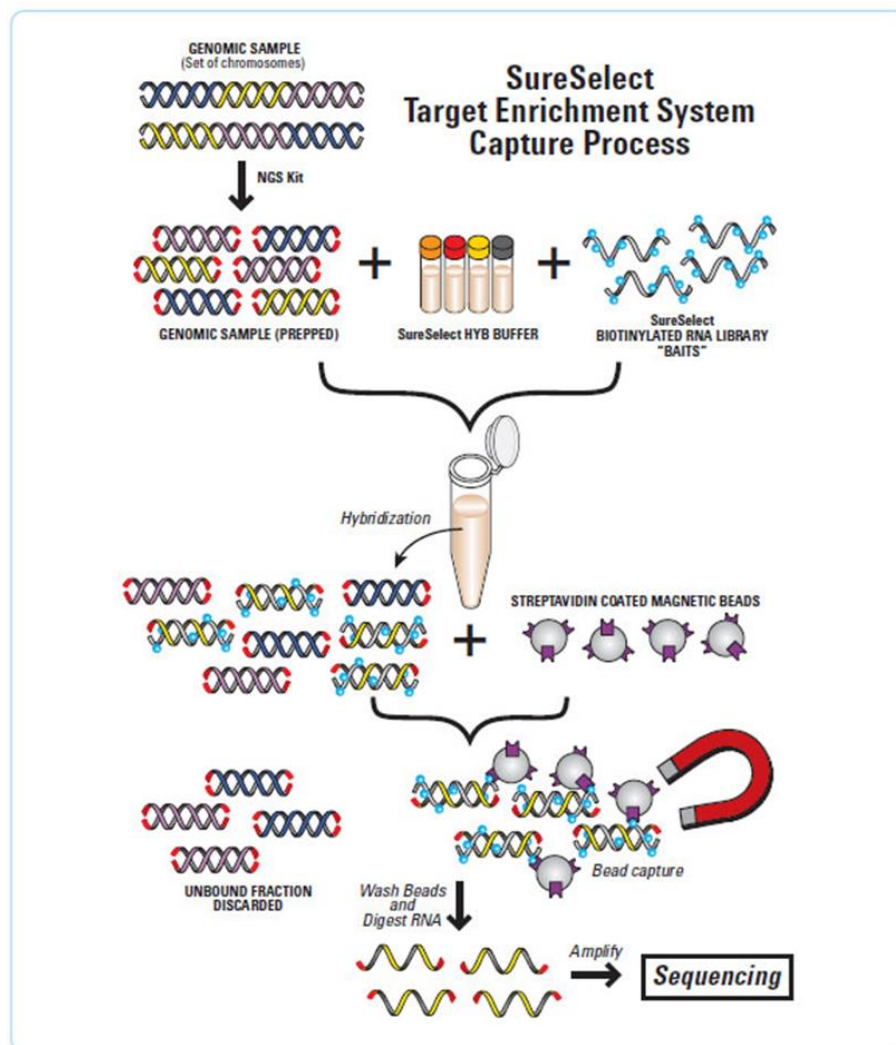 GENOMIC SAMPLE
(Set of chromosomes)
SureSelect
Target Enrichment System
Capture Process
NGS Kit
GENOMIC SAMPLE (PREPPED)
SureSelect HYB BUFFER
SureSelect
BIOTINYLATED RNA LIBRARY
"BAITS"
Hybridization
STREPTAVIDIN COATED MAGNETIC BEADS
UNBOUND FRACTION
DISCARDED
Bead capture
Wash Beads
and
Digest RNA
Amplify
Sequencing